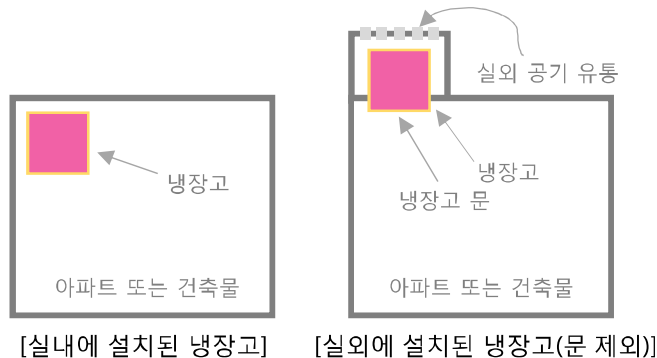 실외 공기 유통
냉장고
냉장고
냉장고 문
아파트 또는 건축물
아파트 또는 건축물
[실내에 설치된 냉장고]
[실외에 설치된 냉장고(문 제외)]